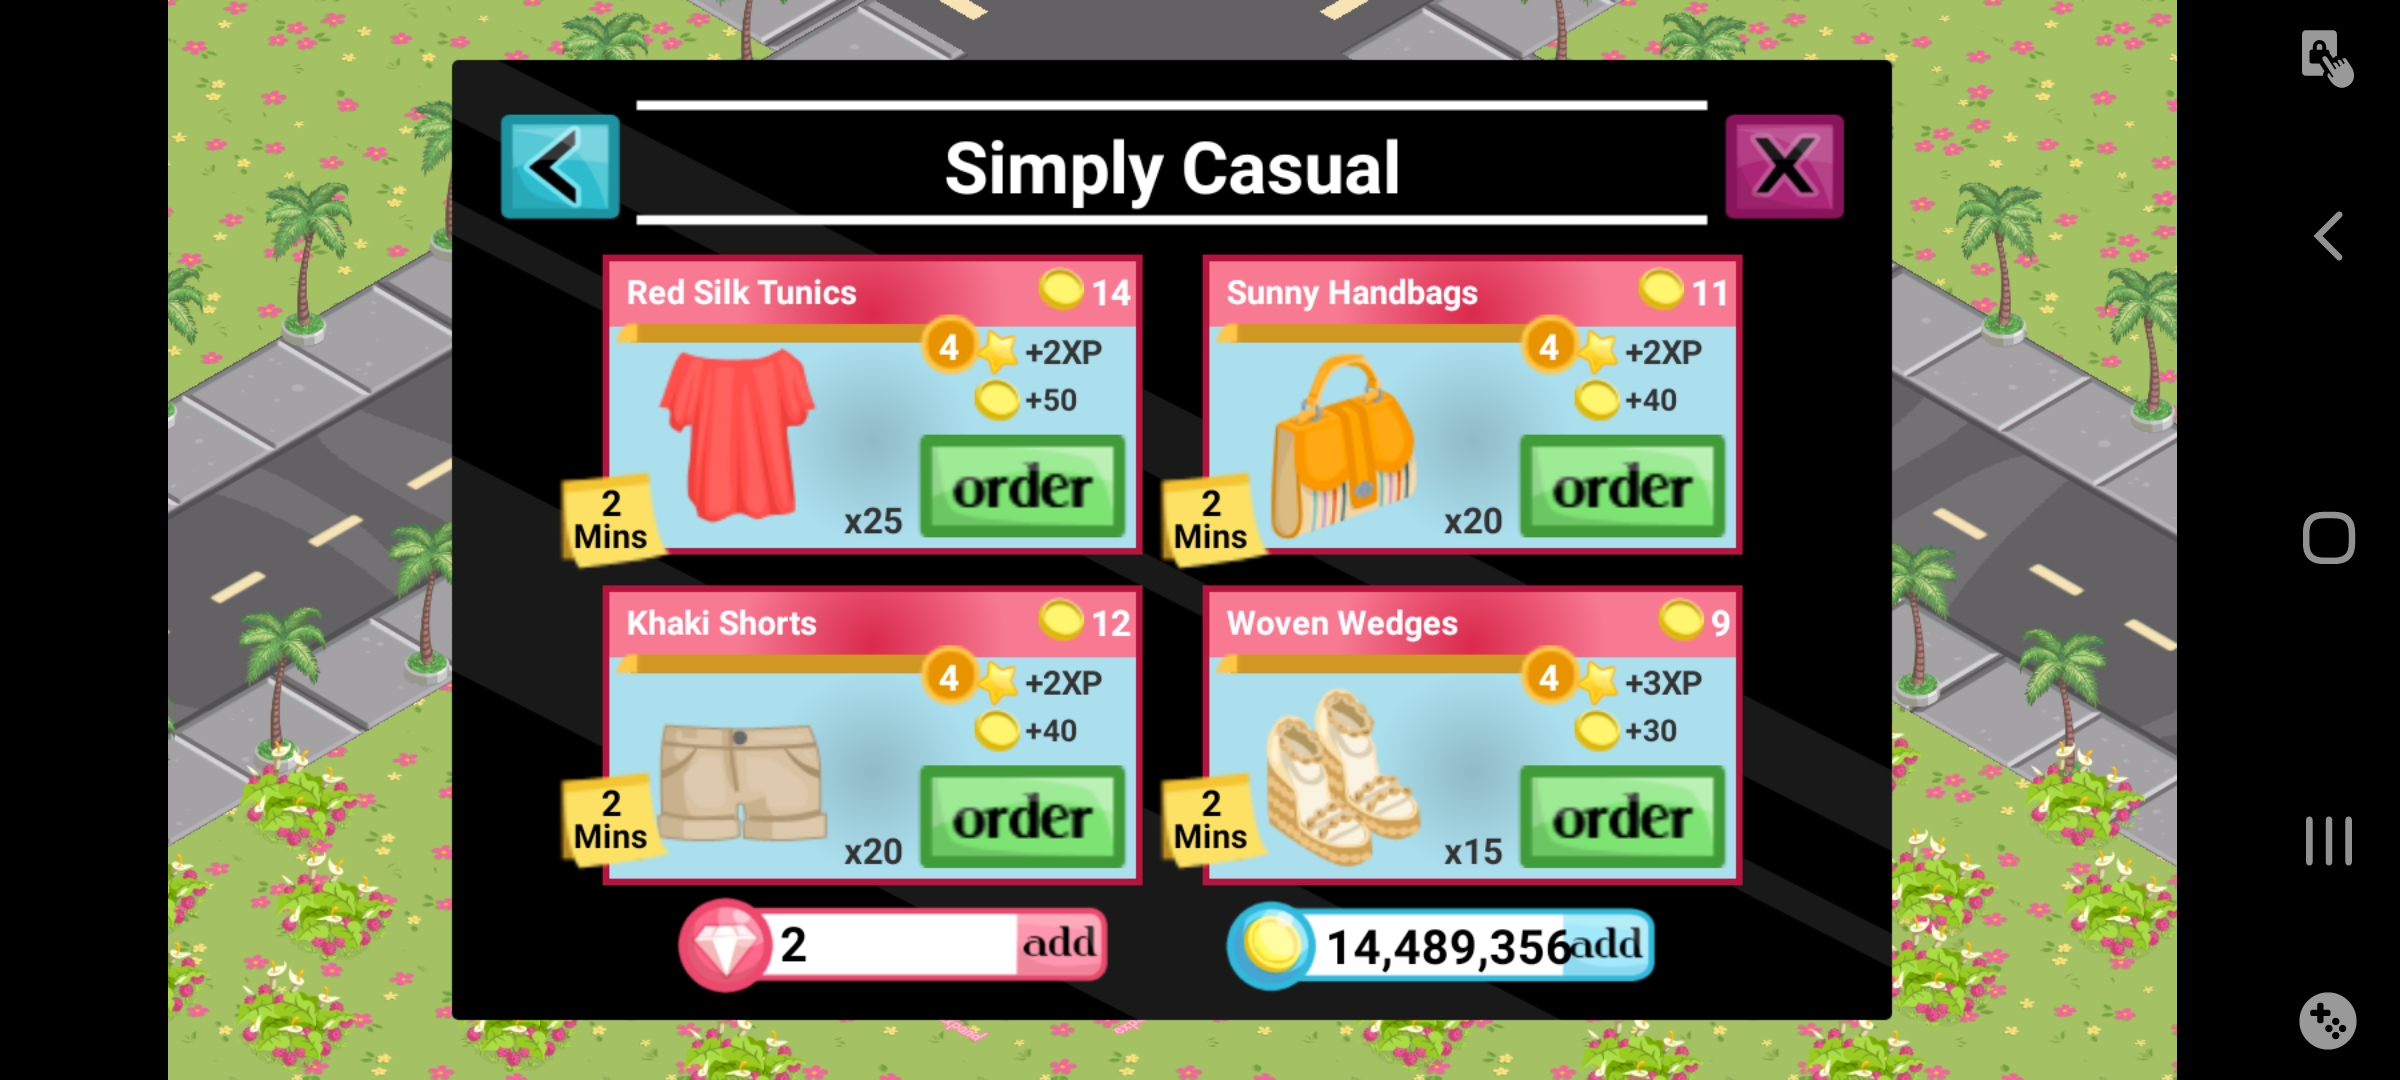 Simply Casual
Red Silk Tunics 14
4 +2XP
+50
2
Mins
x25
order
Sunny Handbags 11
4 +2XP
+40
2
Mins
x20
order
Khaki Shorts 12
4 +2XP
+40
2
Mins
x20
order
Woven Wedges 9
4 +3XP
+30
2
Mins
x15
order
2 add
14,489,356 add